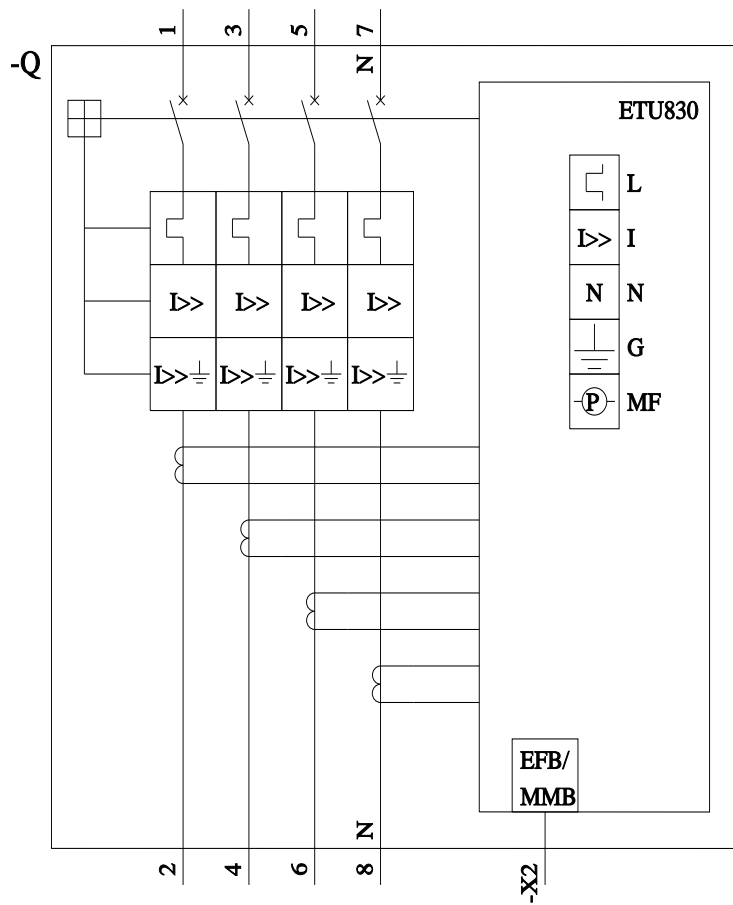 1 3 5 7
-Q
N
ETU830
L
I>> I
N N
G
P MF
I>> I>> I>> I>>
I>> I>> I>> I>>
EFB/
MMB
N
2 4 6 8
-X2